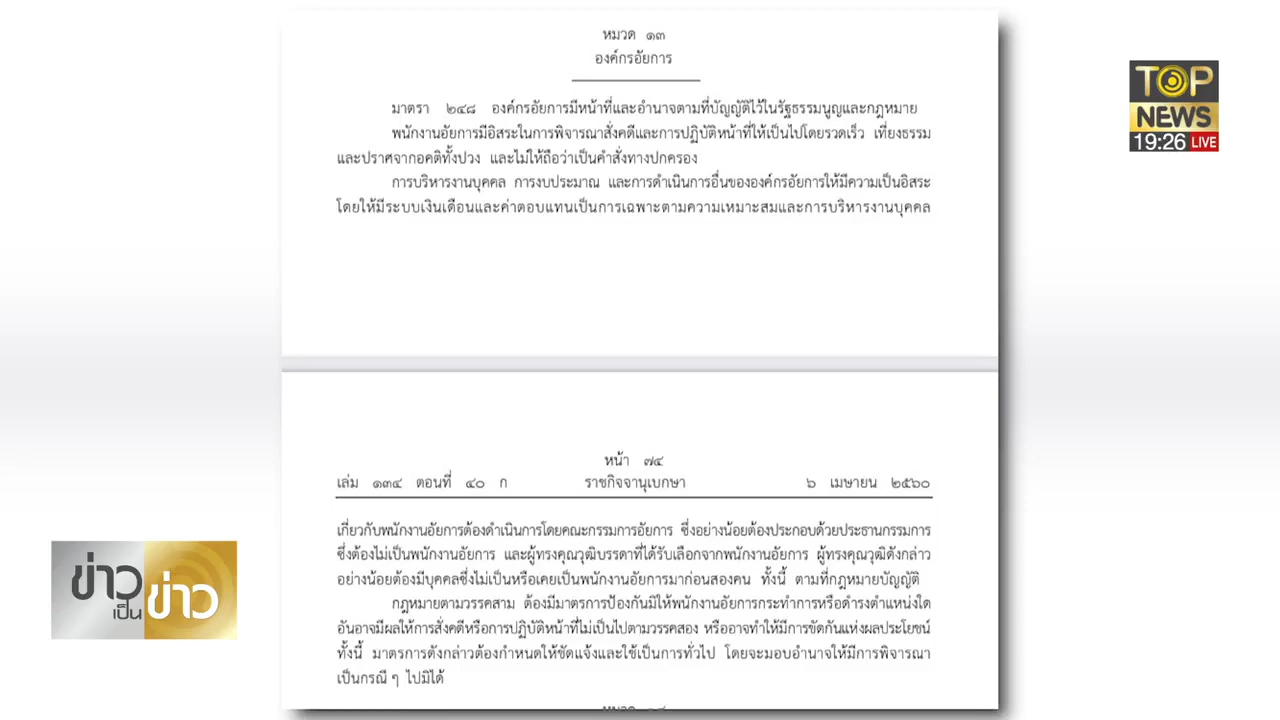 หมวด ๑๓
องค์กรอัยการ
มาตรา ๒๔๘ องค์กรอัยการมีหน้าที่และอำนาจตามที่บัญญัติไว้ในรัฐธรรมนูญและกฎหมาย
พนักงานอัยการมีอิสระในการพิจารณาสั่งคดีและการปฏิบัติหน้าที่ให้เป็นไปโดยรวดเร็ว เที่ยงธรรม
และปราศจากอคติทั้งปวง และไม่ให้ถือว่าเป็นคำสั่งทางปกครอง
การบริหารงานบุคคล การงบประมาณ และการดำเนินการอื่นขององค์กรอัยการให้มีความเป็นอิสระ
โดยให้มีระบบเงินเดือนและค่าตอบแทนเป็นการเฉพาะตามความเหมาะสมและการบริหารงานบุคคล
TOP
NEWS
19:26 LIVE
หน้า ๗๔
เล่ม ๑๓๔ ตอนที่ ๔๐ ก ราชกิจจานุเบกษา ๖ เมษายน ๒๕๖๐
เกี่ยวกับพนักงานอัยการต้องดำเนินการโดยคณะกรรมการอัยการ ซึ่งอย่างน้อยต้องประกอบด้วยประธานกรรมการ
ซึ่งต้องไม่เป็นพนักงานอัยการ และผู้ทรงคุณวุฒิบรรดาที่ได้รับเลือกจากพนักงานอัยการ ผู้ทรงคุณวุฒิดังกล่าว
อย่างน้อยต้องมีบุคคลซึ่งไม่เป็นหรือเคยเป็นพนักงานอัยการมาก่อนสองคน ทั้งนี้ ตามที่กฎหมายบัญญัติ
กฎหมายตามวรรคสาม ต้องมีมาตรการป้องกันมิให้พนักงานอัยการกระทำการหรือดำรงตำแหน่งใด
อันอาจมีผลให้การสั่งคดีหรือการปฏิบัติหน้าที่ไม่เป็นไปตามวรรคสอง หรืออาจทำให้มีการขัดกันแห่งผลประโยชน์
ทั้งนี้ มาตรการดังกล่าวต้องกำหนดให้ชัดแจ้งและใช้เป็นการทั่วไป โดยจะมอบอำนาจให้มีการพิจารณา
เป็นกรณี ๆ ไปมิได้
ข่าว
เป็น
ข่าว